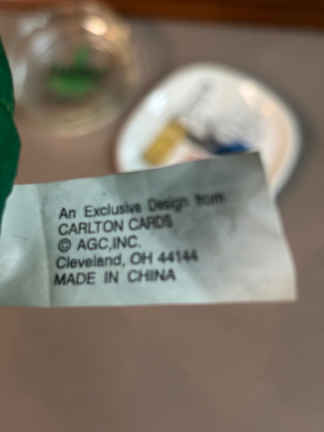 An Exclusive Design from
CARLTON CARDS
© AGC,INC.
Cleveland, OH 44144
MADE IN CHINA